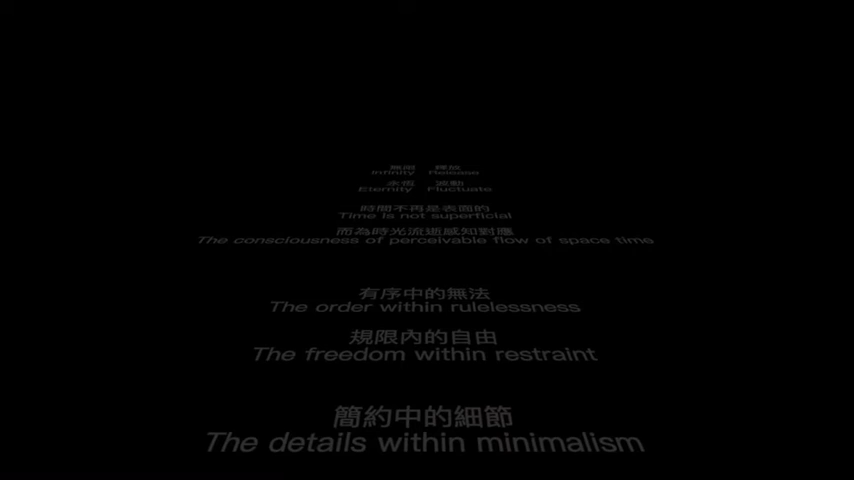 無限 釋放
Infinity Release
永恆 波動
Eternity Fluctuate
時間不再是表面的
Time is not superficial
而為時光流逝感知對應
The consciousness of perceivable flow of space time
有序中的無法
The order within rulelessness
規限內的自由
The freedom within restraint
簡約中的細節
The details within minimalism